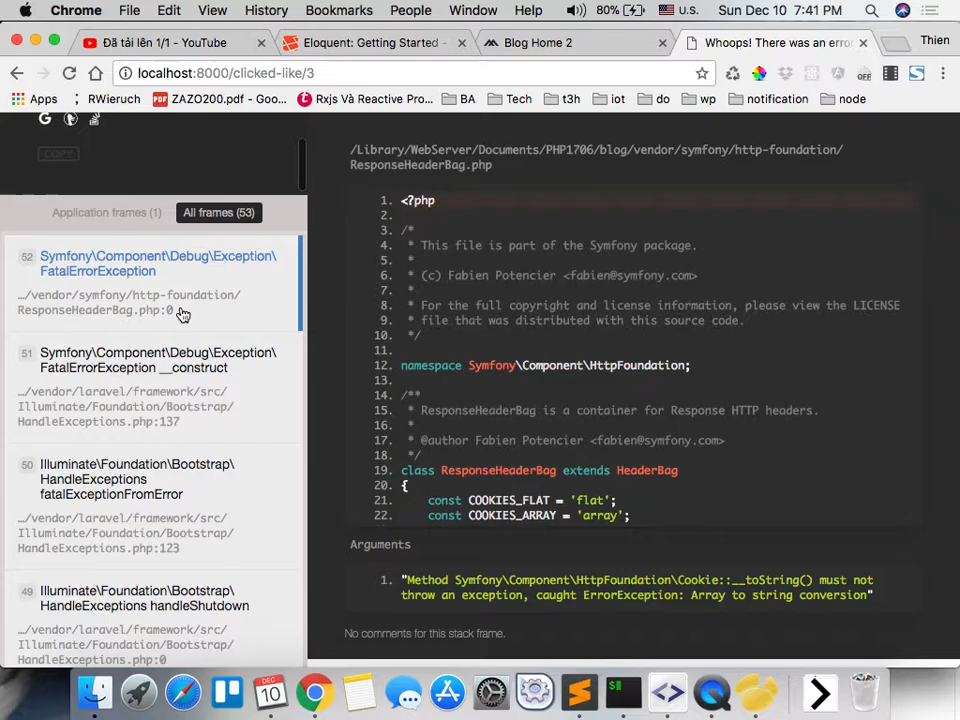 Chrome File Edit View History Bookmarks People Window Help 80% U.S. Sun Dec 10 7:41 PM
Đã tải lên 1/1 - YouTube × Eloquent: Getting Started - × Blog Home 2 × Whoops! There was an erro × Thien
localhost:8000/clicked-like/3
Apps RWieruch ZAZO200.pdf - Goo... Rxjs Và Reactive Pro... BA Tech t3h iot do wp notification node
COPY
Application frames (1) All frames (53)
52 Symfony\Component\Debug\Exception\
FatalErrorException
…/vendor/symfony/http-foundation/
ResponseHeaderBag.php:0
51 Symfony\Component\Debug\Exception\
FatalErrorException __construct
…/vendor/laravel/framework/src/
Illuminate/Foundation/Bootstrap/
HandleExceptions.php:137
50 Illuminate\Foundation\Bootstrap\
HandleExceptions
fatalExceptionFromError
…/vendor/laravel/framework/src/
Illuminate/Foundation/Bootstrap/
HandleExceptions.php:123
49 Illuminate\Foundation\Bootstrap\
HandleExceptions handleShutdown
…/vendor/laravel/framework/src/
Illuminate/Foundation/Bootstrap/
HandleExceptions.php:0
/Library/WebServer/Documents/PHP1706/blog/vendor/symfony/http-foundation/
ResponseHeaderBag.php
1. <?php
2.
3. /*
4. * This file is part of the Symfony package.
5. *
6. * (c) Fabien Potencier <fabien@symfony.com>
7. *
8. * For the full copyright and license information, please view the LICENSE
9. * file that was distributed with this source code.
10. */
11.
12. namespace Symfony\Component\HttpFoundation;
13.
14. /**
15. * ResponseHeaderBag is a container for Response HTTP headers.
16. *
17. * @author Fabien Potencier <fabien@symfony.com>
18. */
19. class ResponseHeaderBag extends HeaderBag
20. {
21. const COOKIES_FLAT = 'flat';
22. const COOKIES_ARRAY = 'array';
Arguments
1. "Method Symfony\Component\HttpFoundation\Cookie::__toString() must not
throw an exception, caught ErrorException: Array to string conversion"
No comments for this stack frame.
DEC
10